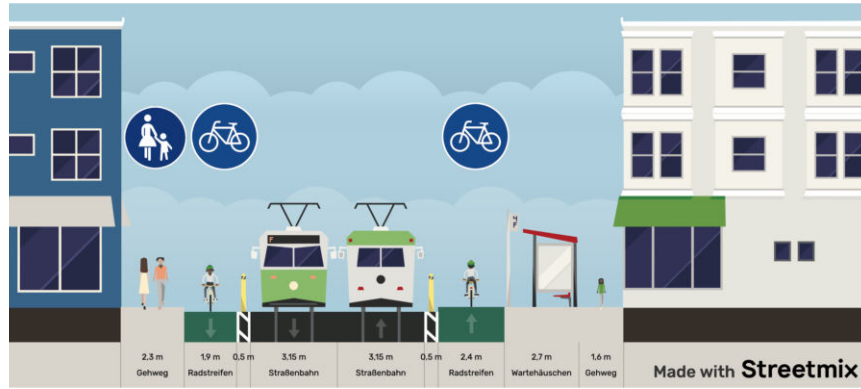 F
2,3 m
Gehweg
1,9 m
Radstreifen
0,5 m
3,15 m
Straßenbahn
3,15 m
Straßenbahn
0,5 m
2,4 m
Radstreifen
2,7 m
Wartehäuschen
1,6 m
Gehweg
Made with Streetmix